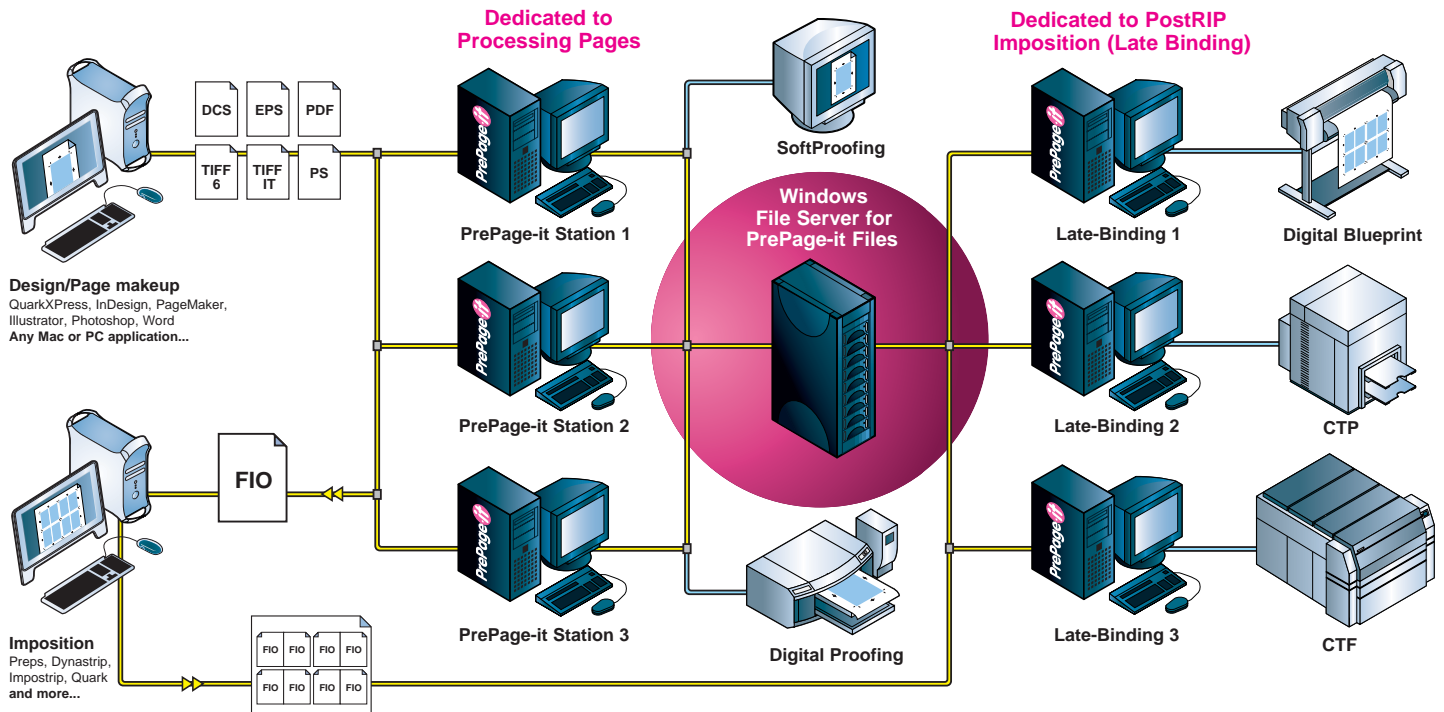 Dedicated to
Processing Pages
Dedicated to PostRIP
Imposition (Late Binding)
DCS
EPS
PDF
TIFF
6
TIFF
IT
PS
PrePage it
PrePage-it Station 1
SoftProofing
PrePage it
Late-Binding 1
Digital Blueprint
Windows
File Server for
PrePage-it Files
Design/Page makeup
QuarkXPress, InDesign, PageMaker,
Illustrator, Photoshop, Word
Any Mac or PC application...
PrePage it
PrePage-it Station 2
PrePage it
Late-Binding 2
CTP
FIO
PrePage it
PrePage-it Station 3
Digital Proofing
PrePage it
Late-Binding 3
CTF
Imposition
Preps, Dynastrip,
Impostrip, Quark
and more...
FIO FIO FIO FIO
FIO FIO FIO FIO